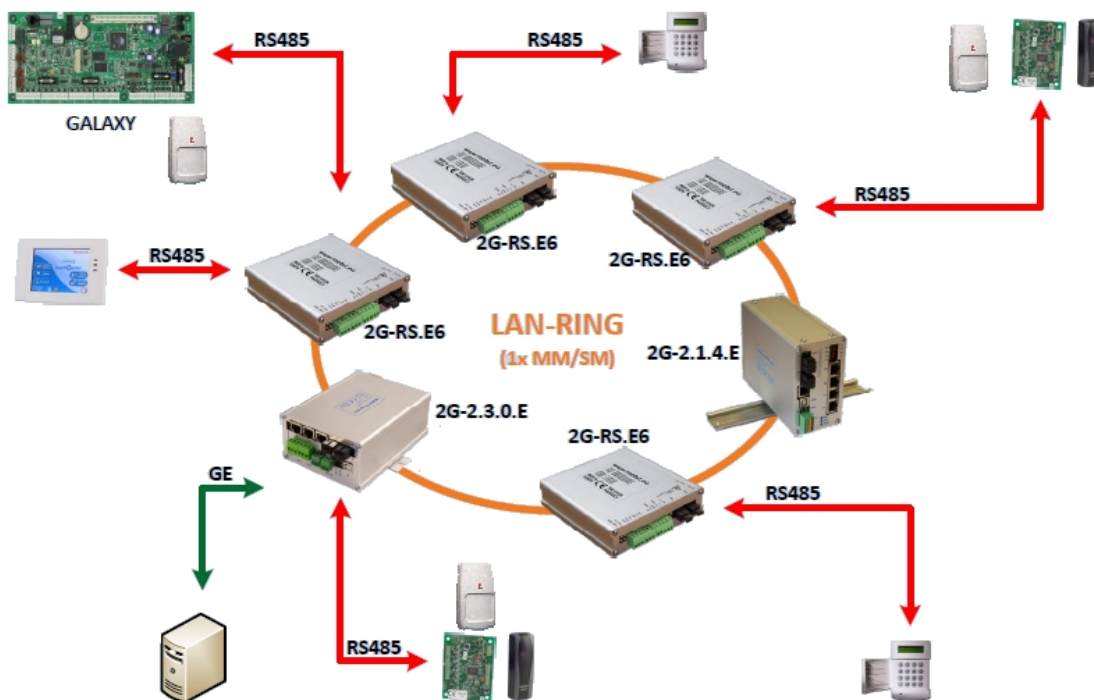 RS485
RS485
GALAXY
RS485
2G-RS.E6
2G-RS.E6
RS485
2G-RS.E6
LAN-RING
(1x MM/SM)
2G-2.1.4.E
2G-2.3.0.E
2G-RS.E6
GE
RS485
RS485